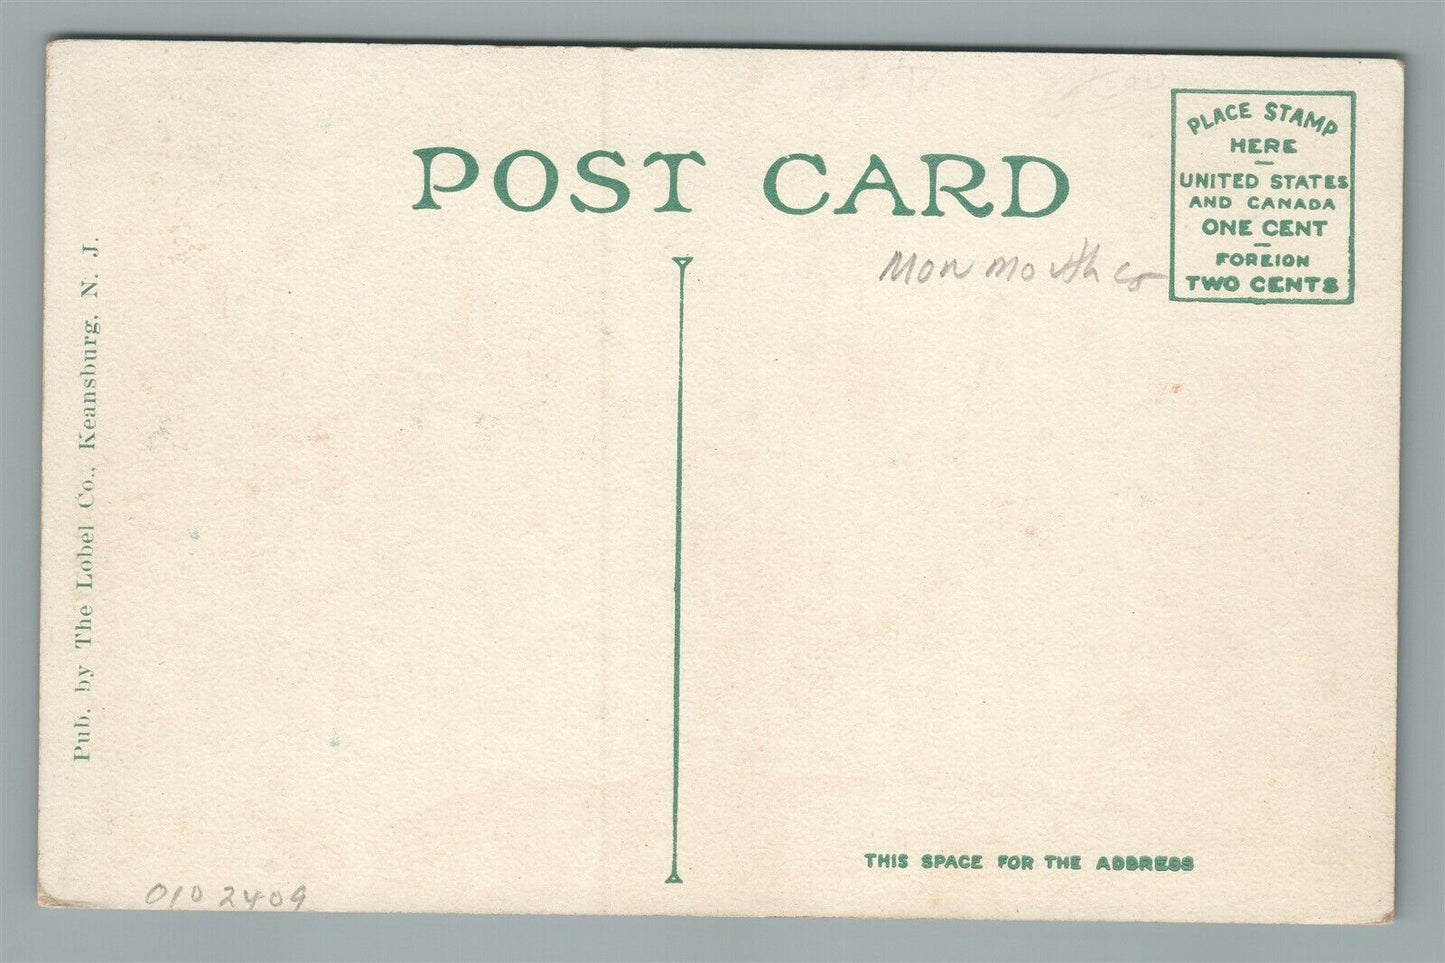 POST CARD
PLACE STAMP
HERE
UNITED STATES
AND CANADA
ONE CENT
FOREION
TWO CENTS
Monmouth Co
Pub. by The Lobel Co., Keansburg, N. J.
THIS SPACE FOR THE ADDRESS
010 2409